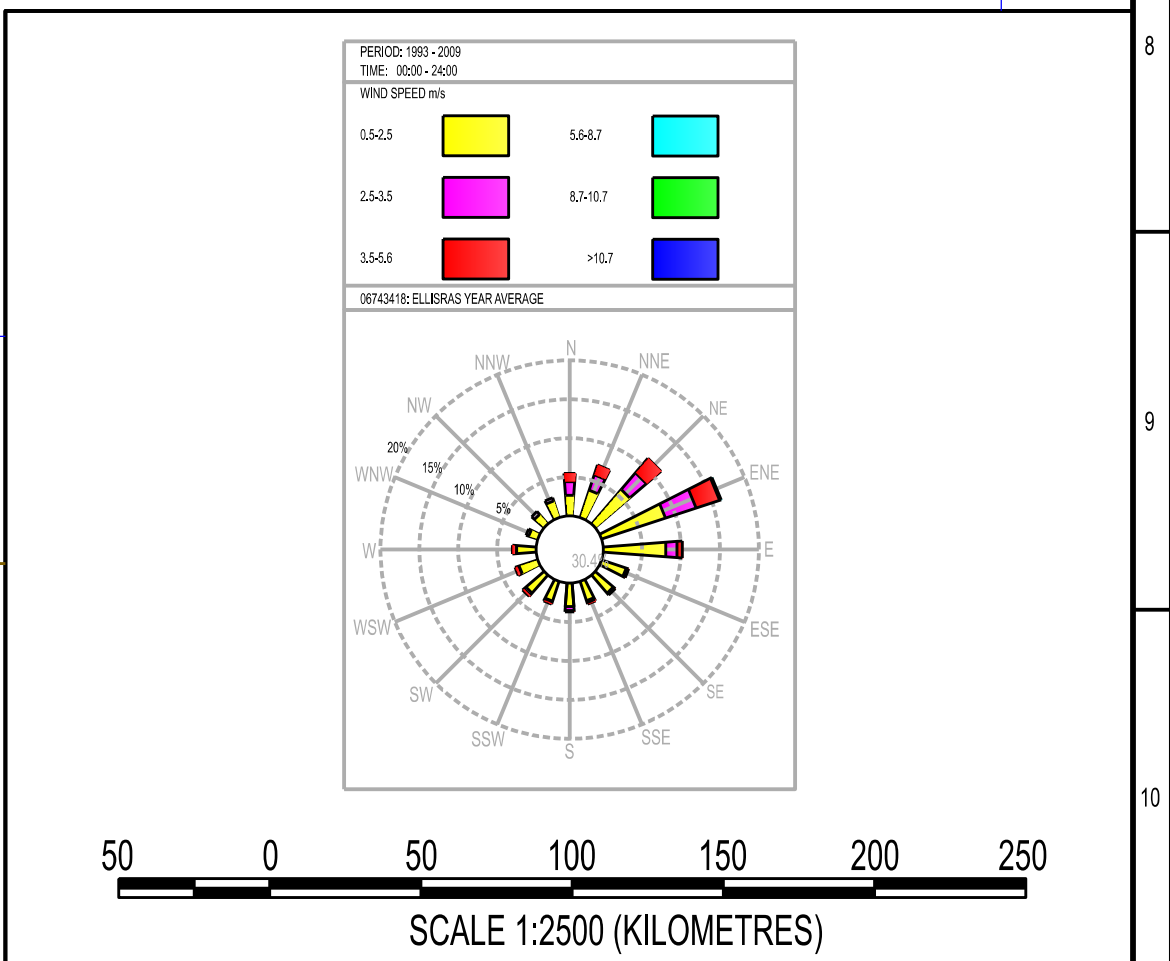 PERIOD: 1993 - 2009
TIME: 00:00 - 24:00
WIND SPEED m/s
0.5-2.5
5.6-8.7
2.5-3.5
8.7-10.7
3.5-5.6
>10.7
06743418: ELLISRAS YEAR AVERAGE
N
NNW
NNE
NW
NE
20%
15%
10%
5%
WNW
ENE
W
E
30.4%
WSW
ESE
SW
SE
SSW
SSE
S
50 0 50 100 150 200 250
SCALE 1:2500 (KILOMETRES)
8
9
10